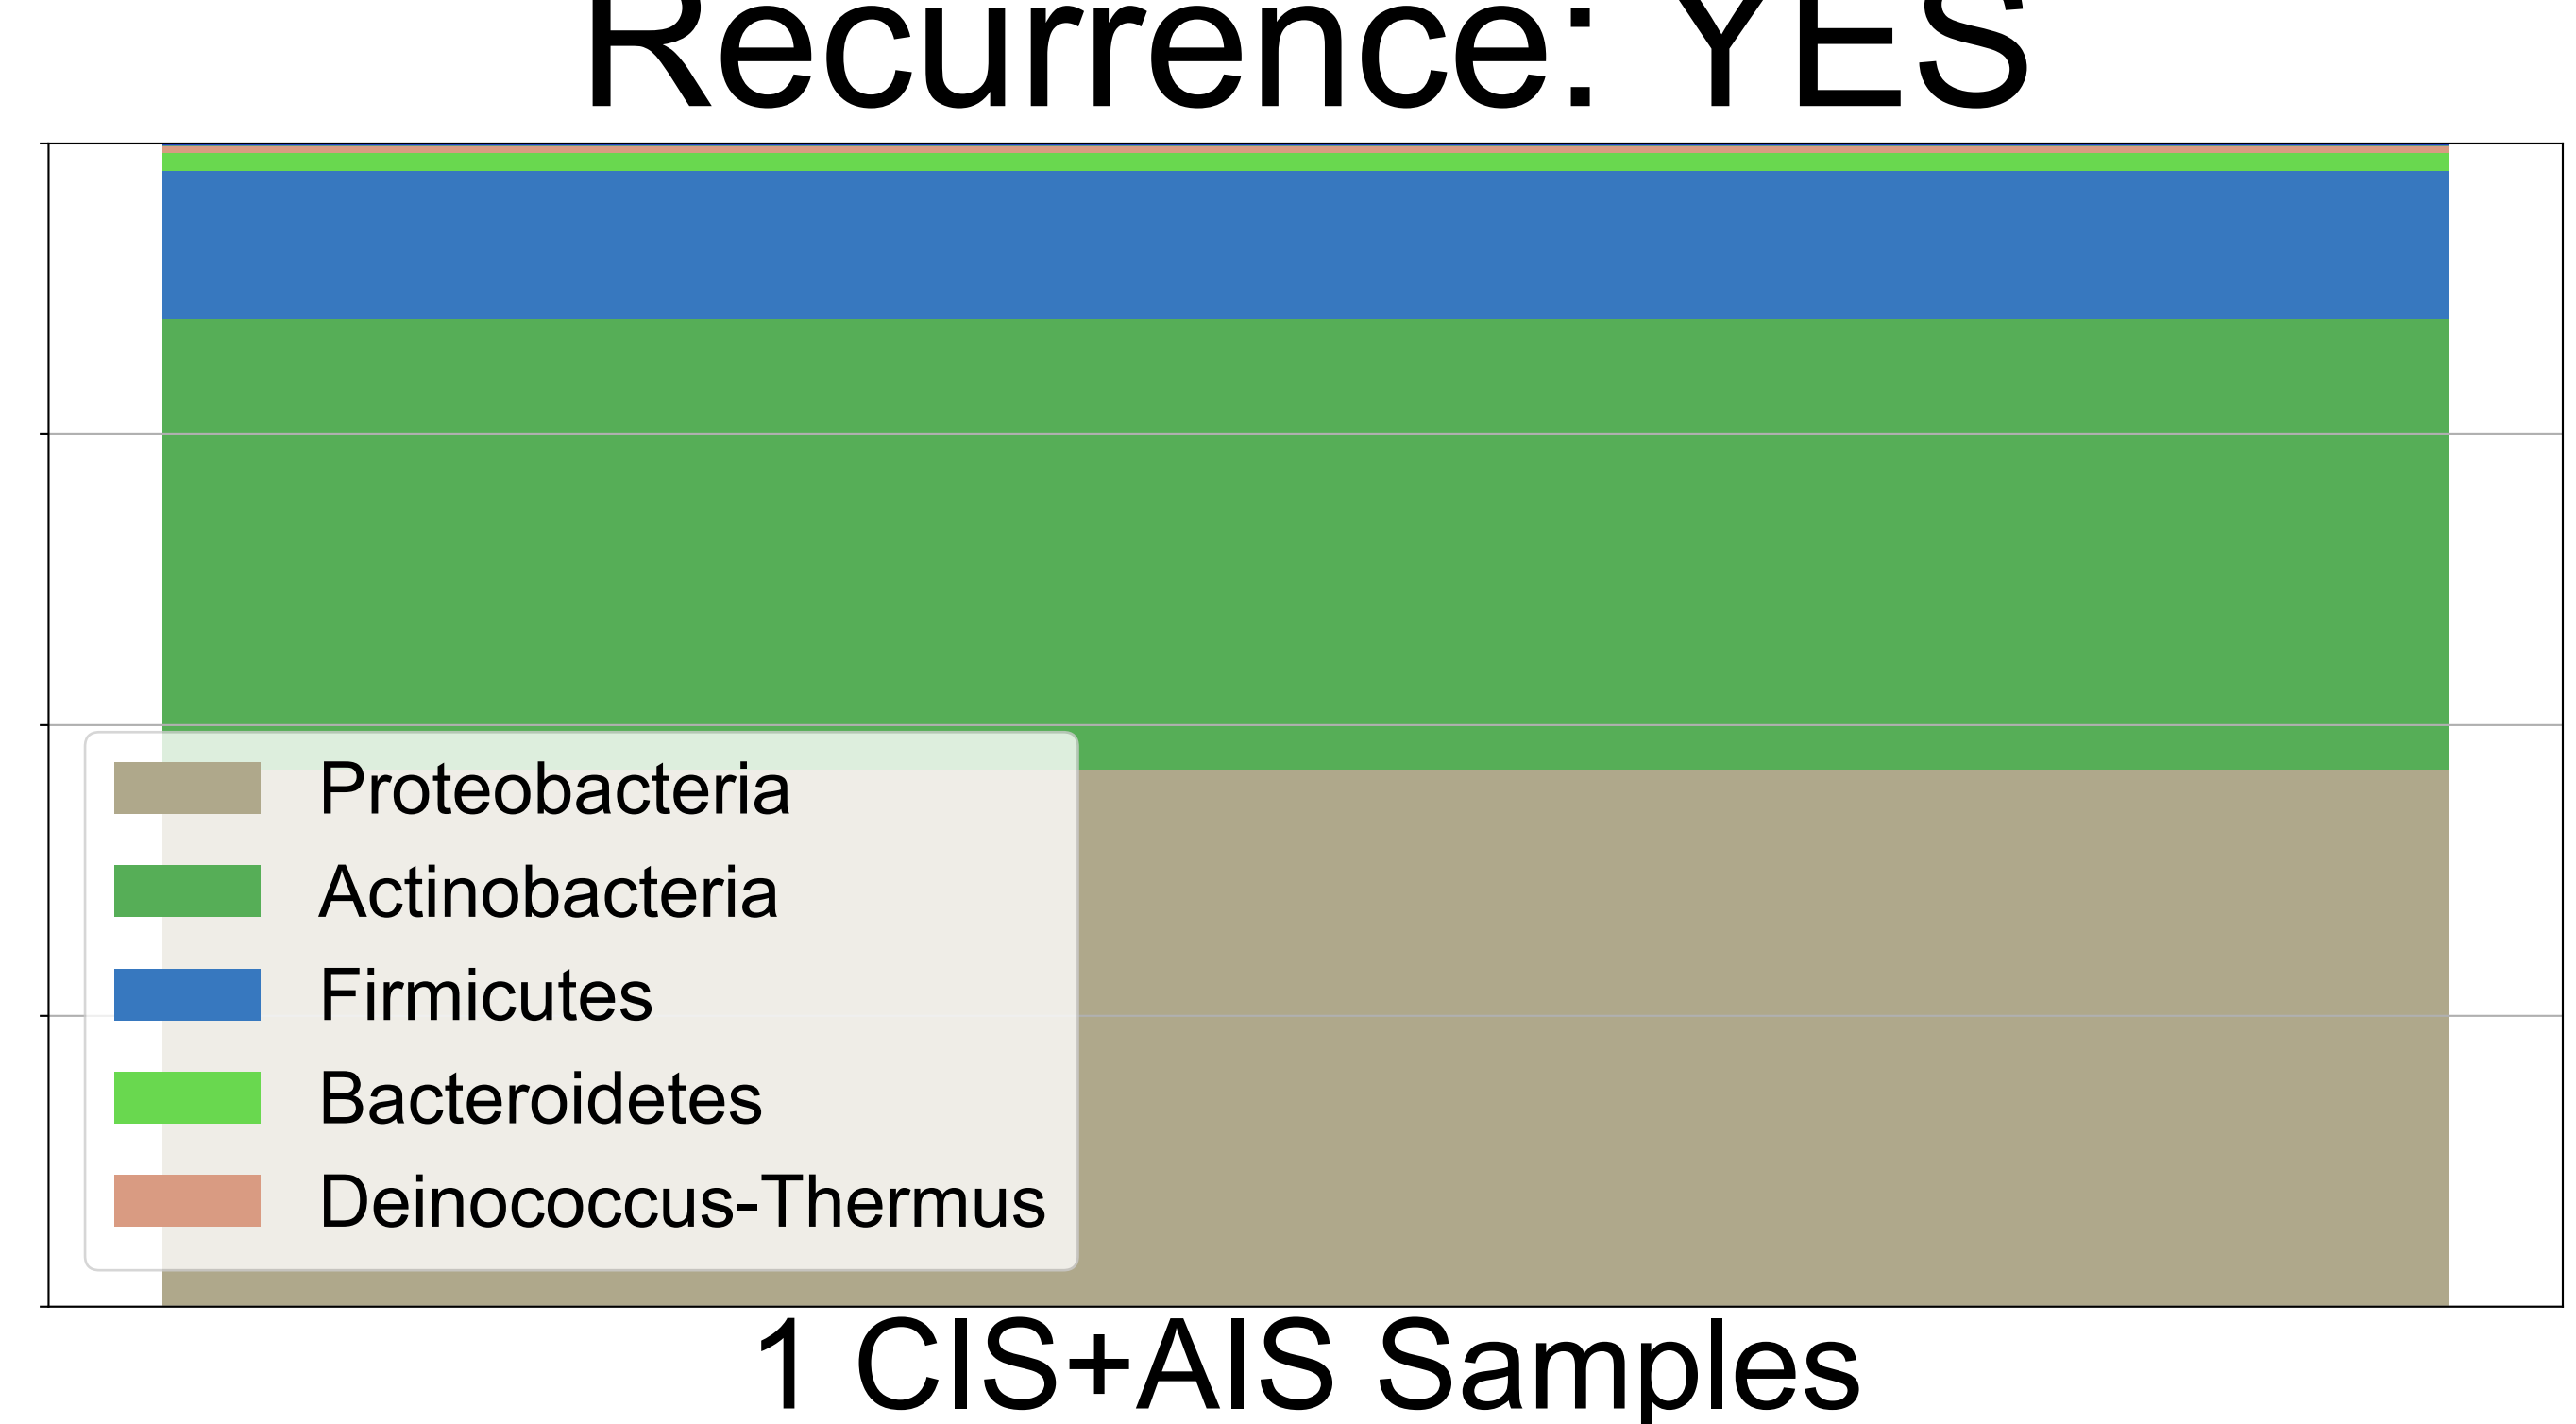 Recurrence: YES
Proteobacteria
Actinobacteria
Firmicutes
Bacteroidetes
Deinococcus-Thermus
1 CIS+AIS Samples